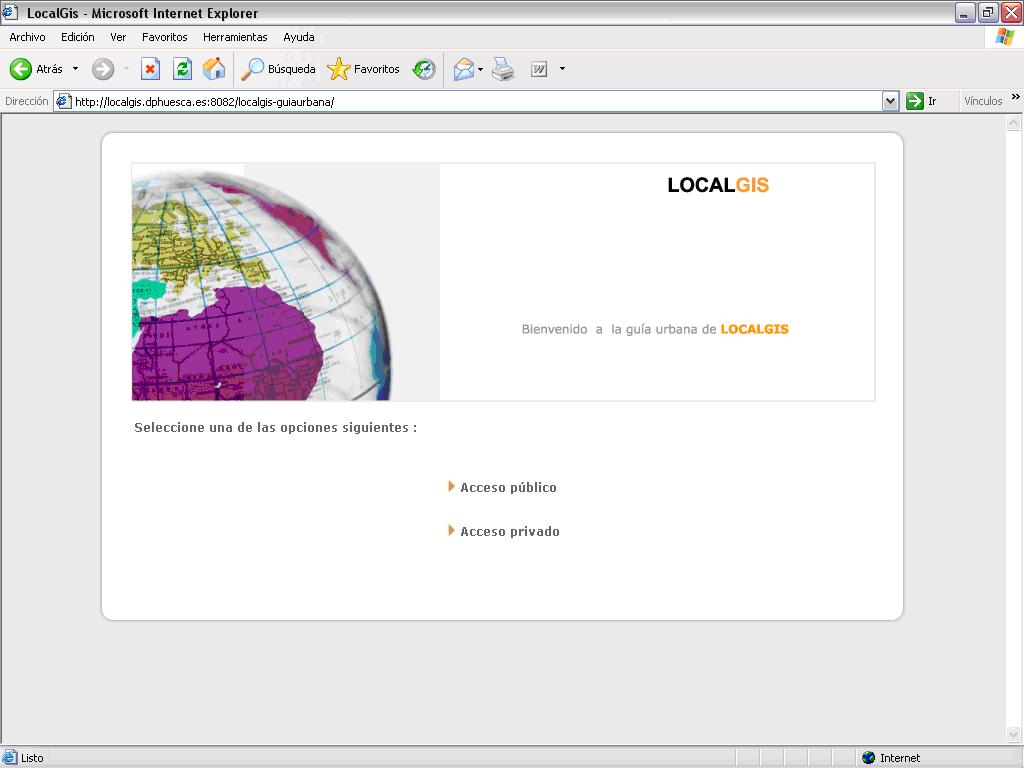 LocalGis - Microsoft Internet Explorer
Archivo Edición Ver Favoritos Herramientas Ayuda
Atrás Búsqueda Favoritos
Dirección http://localgis.dphuesca.es:8082/localgis-guiaurbana/ Ir Vínculos »
LOCALGIS
Bienvenido a la guía urbana de LOCALGIS
Seleccione una de las opciones siguientes :
Acceso público
Acceso privado
Listo Internet